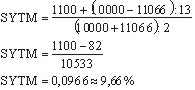 SYTM = 1100 + (10000 - 11066) : 13 / (10000 + 11066) : 2
SYTM = 1100 - 82 / 10533
SYTM = 0,0966 ≈ 9,66%